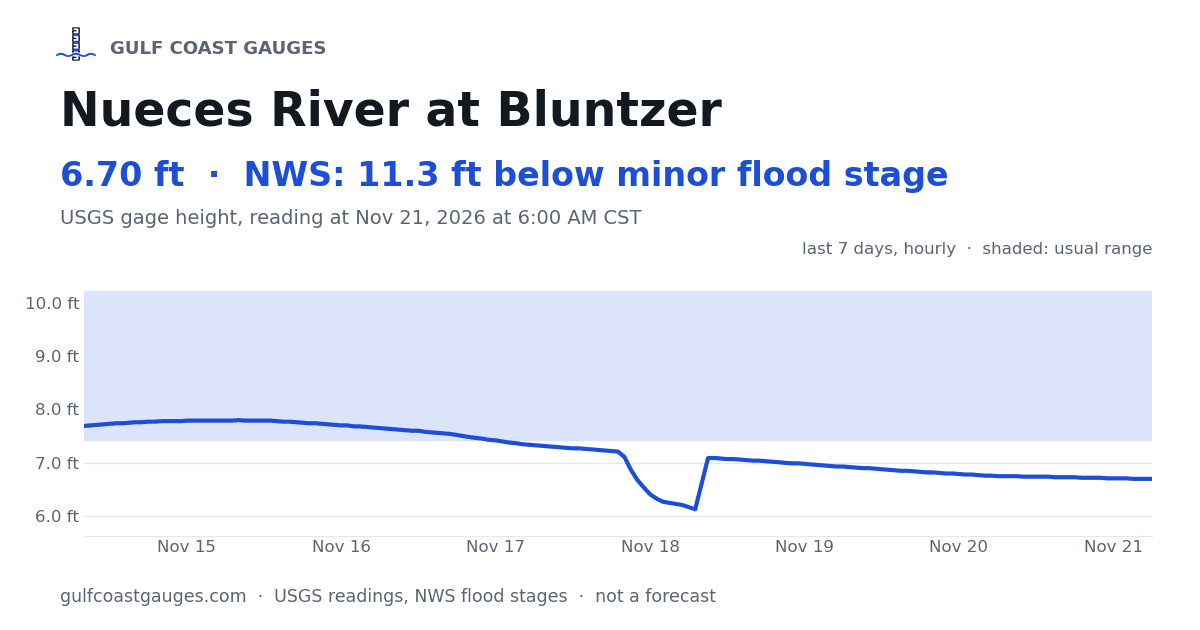 GULF COAST GAUGES
Nueces River at Bluntzer
6.70 ft · NWS: 11.3 ft below minor flood stage
USGS gage height, reading at Nov 21, 2026 at 6:00 AM CST
last 7 days, hourly · shaded: usual range
10.0 ft
9.0 ft
8.0 ft
7.0 ft
6.0 ft
Nov 15 Nov 16 Nov 17 Nov 18 Nov 19 Nov 20 Nov 21
gulfcoastgauges.com · USGS readings, NWS flood stages · not a forecast